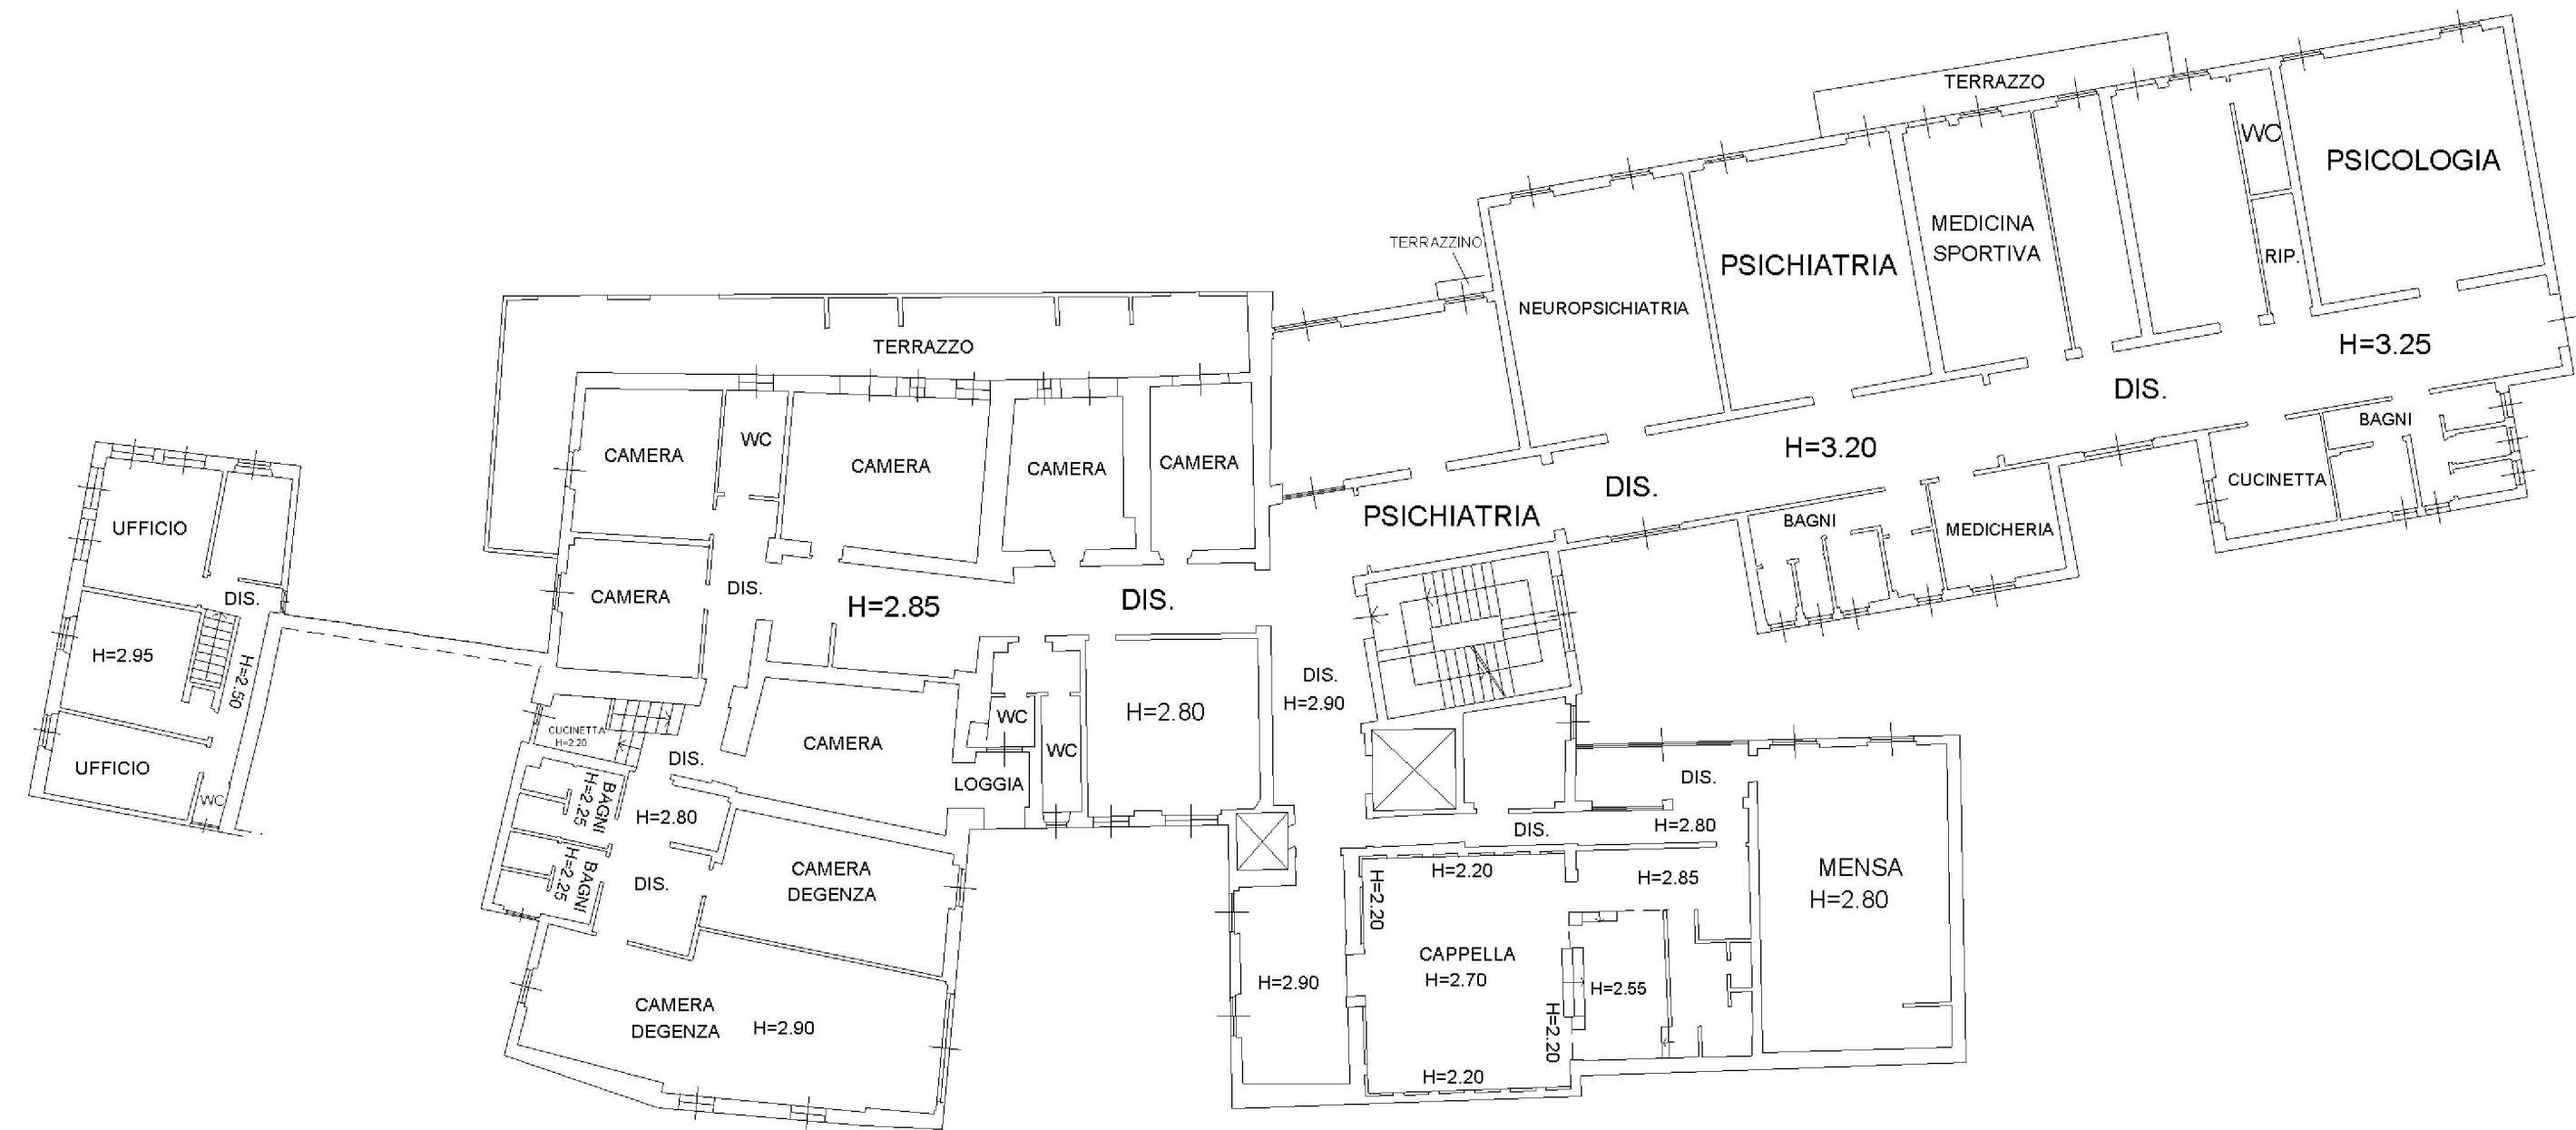 TERRAZZO
WC
PSICOLOGIA
MEDICINA
SPORTIVA
TERRAZZINO
PSICHIATRIA
RIP.
NEUROPSICHIATRIA
TERRAZZO
H=3.25
DIS.
BAGNI
WC
CAMERA
CAMERA
CAMERA
CAMERA
H=3.20
CUCINETTA
DIS.
PSICHIATRIA
BAGNI
MEDICHERIA
UFFICIO
DIS.
CAMERA
DIS.
H=2.85
DIS.
H=2.95
H=2.50
DIS.
H=2.90
UFFICIO
WC
CUCINETTA
H=2.20
DIS.
CAMERA
WC
WC
H=2.80
LOGGIA
DIS.
BAGNI
H=2.25
H=2.80
DIS.
H=2.80
BAGNI
H=2.25
DIS.
CAMERA
DEGENZA
H=2.20
H=2.20
H=2.85
MENSA
H=2.80
CAPPELLA
H=2.70
H=2.90
H=2.55
CAMERA
DEGENZA
H=2.90
H=2.20
H=2.20